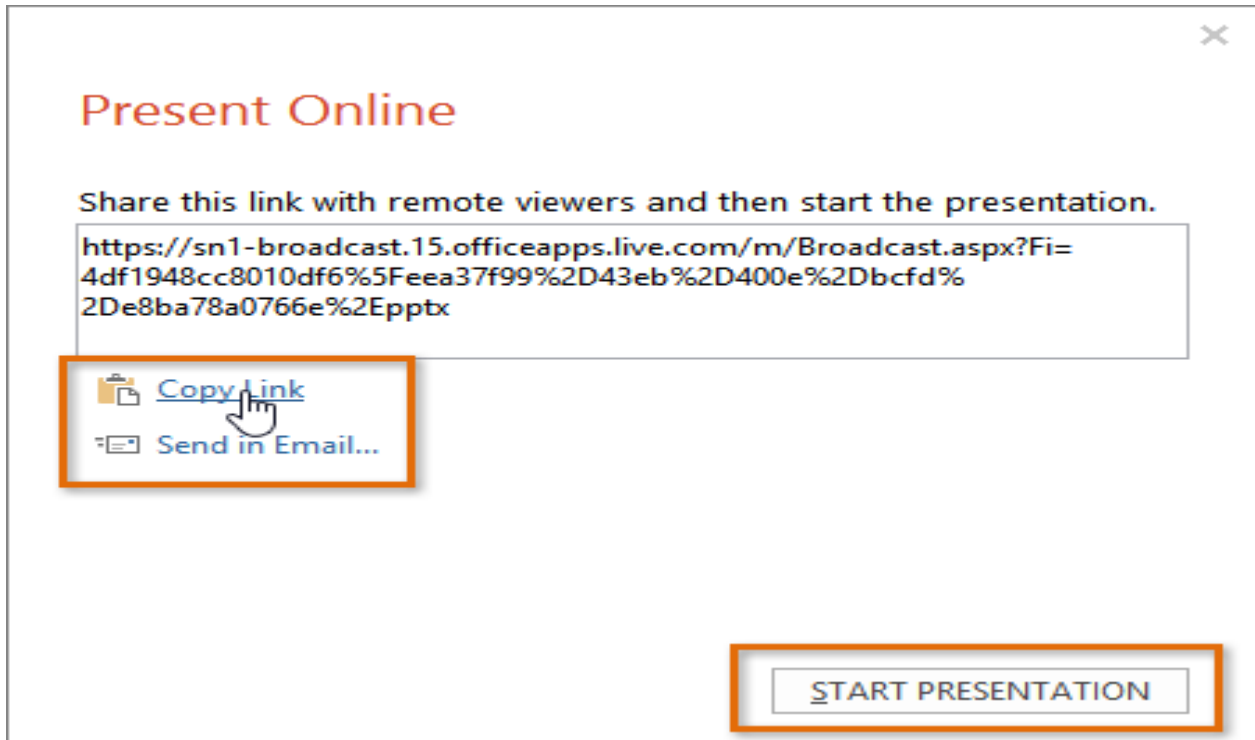 Present Online
Share this link with remote viewers and then start the presentation.
https://sn1-broadcast.15.officeapps.live.com/m/Broadcast.aspx?Fi=
4df1948cc8010df6%5Feea37f99%2D43eb%2D400e%2Dbcfd%
2De8ba78a0766e%2Epptx
Copy Link
Send in Email...
START PRESENTATION